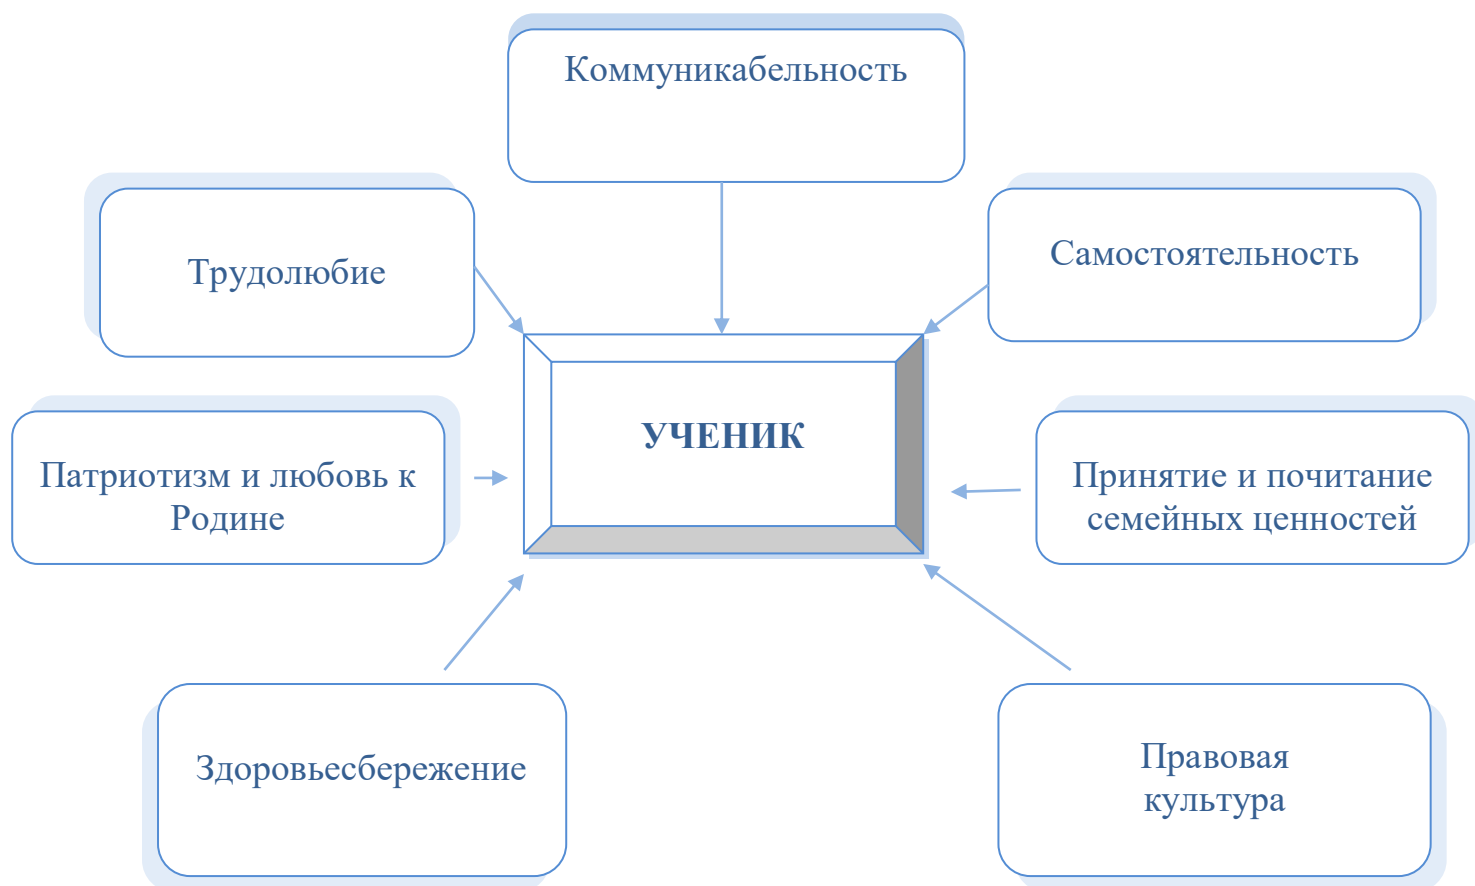 Коммуникабельность
Трудолюбие
Самостоятельность
УЧЕНИК
Патриотизм и любовь к
Родине
Принятие и почитание
семейных ценностей
Здоровьесбережение
Правовая
культура